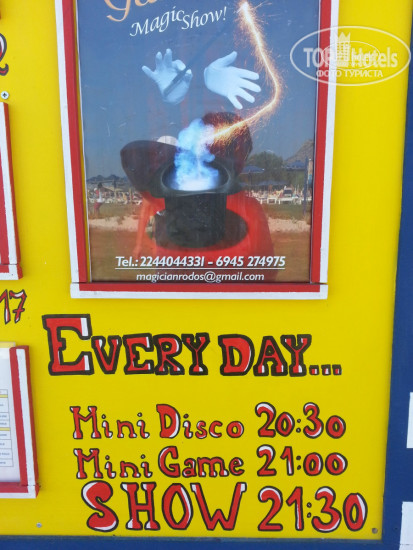 Magic Show!
TOP Hotels
ФОТО ТУРИСТА
Tel.: 2244044331 - 6945 274975
magicianrodos@gmail.com
17
EVERY DAY...
Mini Disco 20:30
Mini Game 21:00
SHOW 21:30